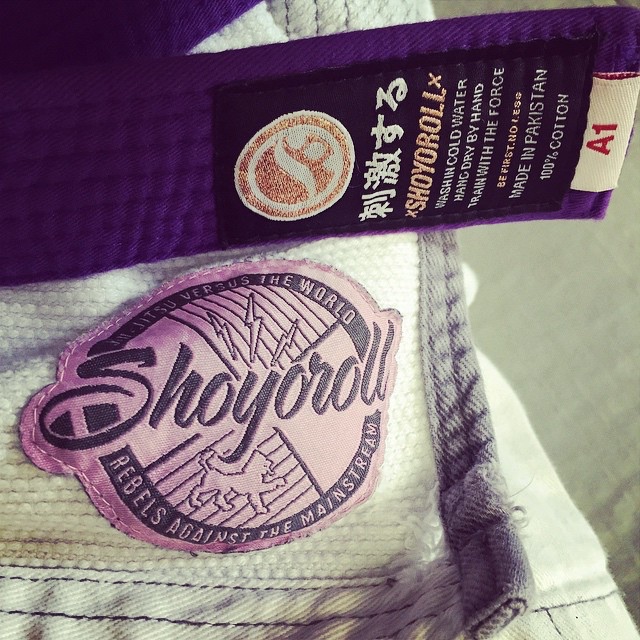 刺激する
xSHOYOROLLx
WASH IN COLD WATER
HANG DRY BY HAND
TRAIN WITH THE FORCE
BE FIRST. NO LESS
MADE IN PAKISTAN
100% COTTON
A1
JIU JITSU VERSUS THE WORLD
Shoyoroll
REBELS AGAINST THE MAINSTREAM